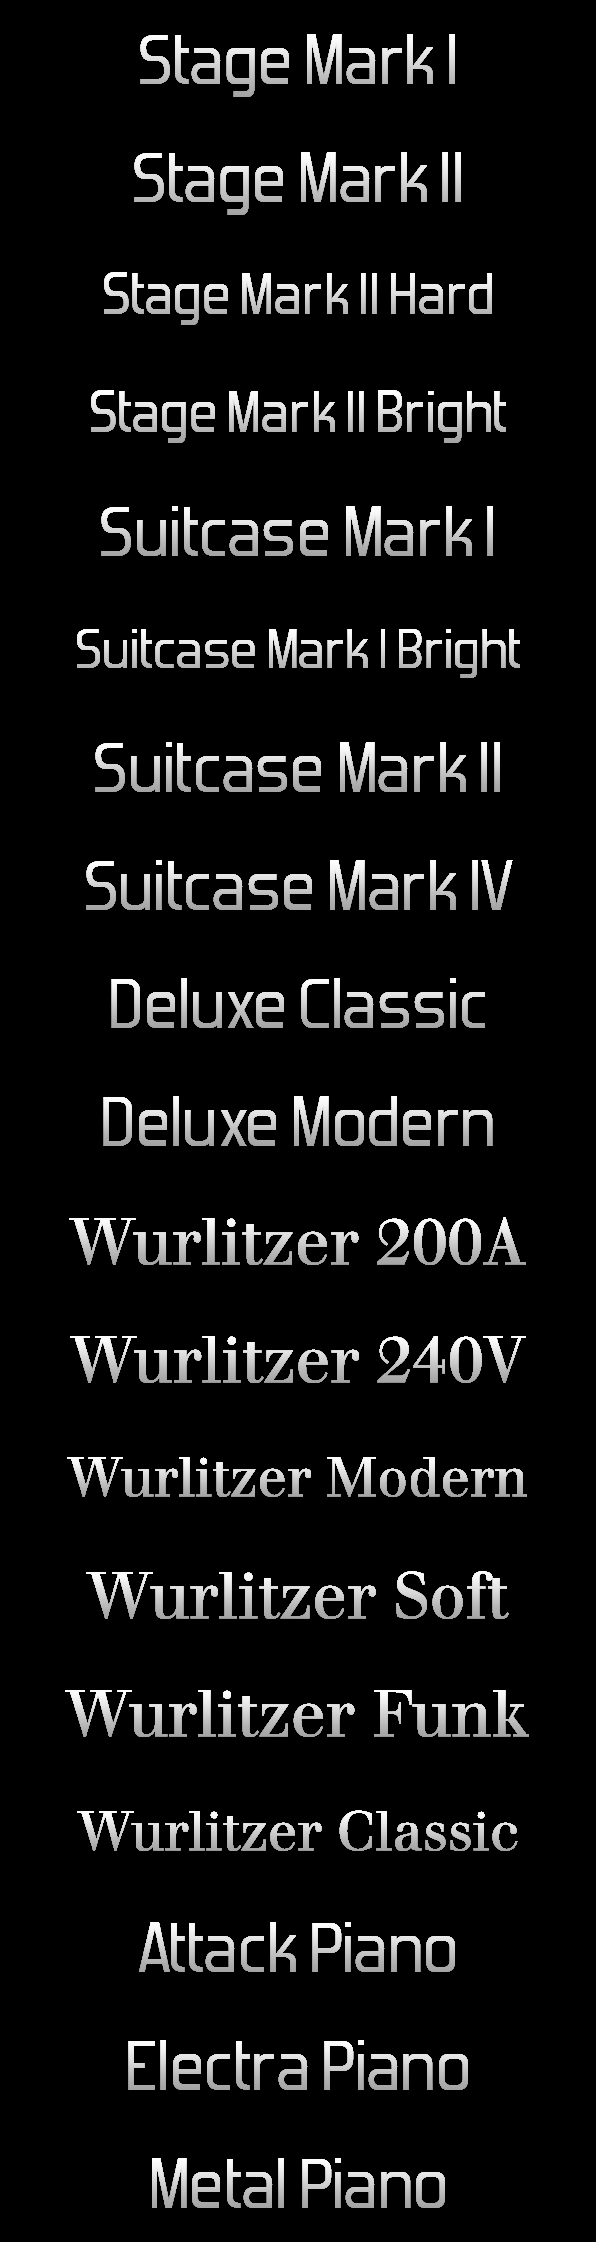 Stage Mark I
Stage Mark II
Stage Mark II Hard
Stage Mark II Bright
Suitcase Mark I
Suitcase Mark I Bright
Suitcase Mark II
Suitcase Mark IV
Deluxe Classic
Deluxe Modern
Wurlitzer 200A
Wurlitzer 240V
Wurlitzer Modern
Wurlitzer Soft
Wurlitzer Funk
Wurlitzer Classic
Attack Piano
Electra Piano
Metal Piano